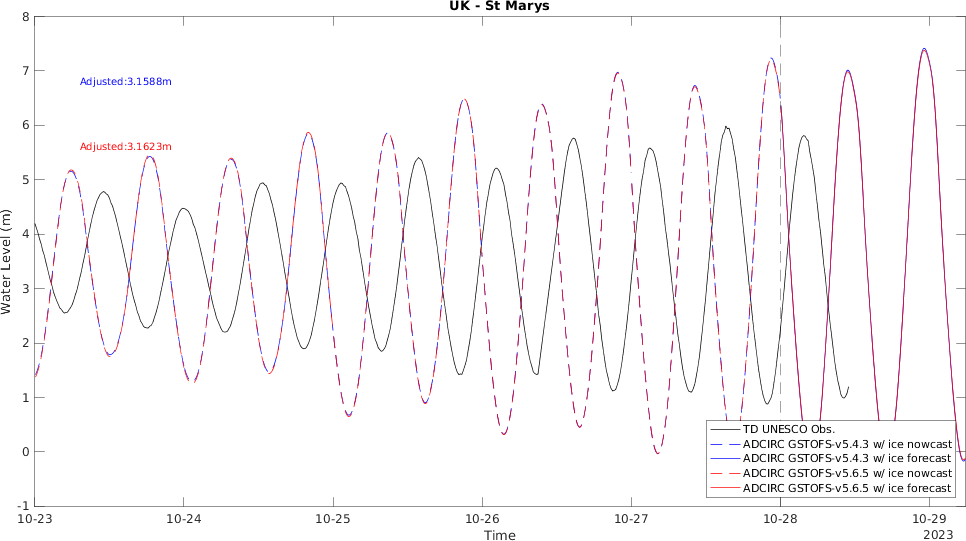 UK - St Marys
8
7
6
5
4
3
2
1
0
-1
Water Level (m)
Adjusted:3.1588m
Adjusted:3.1623m
TD UNESCO Obs.
ADCIRC GSTOFS-v5.4.3 w/ ice nowcast
ADCIRC GSTOFS-v5.4.3 w/ ice forecast
ADCIRC GSTOFS-v5.6.5 w/ ice nowcast
ADCIRC GSTOFS-v5.6.5 w/ ice forecast
10-23 10-24 10-25 10-26 10-27 10-28 10-29
Time
2023